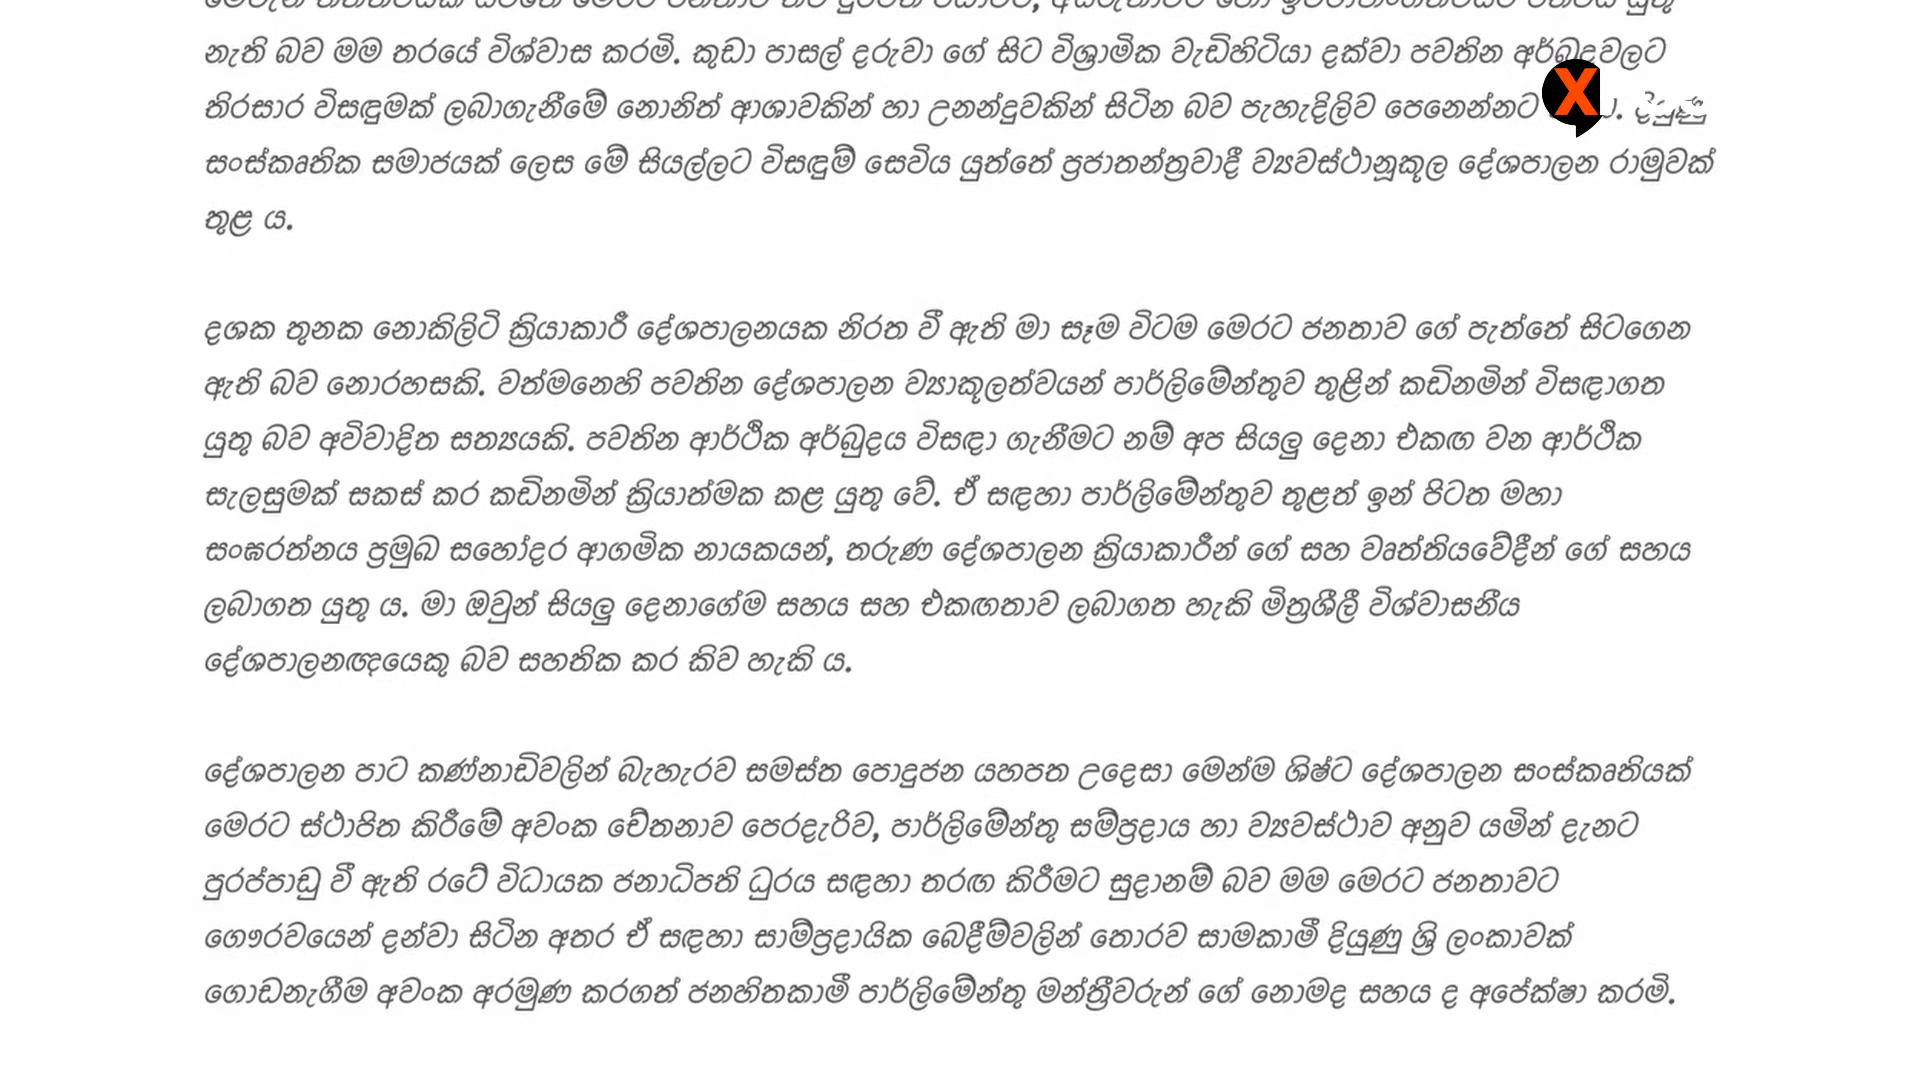 නැති බව මම තරයේ විශ්වාස කරමි. කුඩා පාසල් දරුවා ගේ සිට විශ්‍රාමික වැඩිහිටියා දක්වා පවතින අර්බුදවලට
තිරසාර විසඳුමක් ලබාගැනීමේ නොනිත් ආශාවකින් හා උනන්දුවකින් සිටින බව පැහැදිලිව පෙනෙන්නට
සංස්කෘතික සමාජයක් ලෙස මේ සියල්ලට විසඳුම් සෙවිය යුත්තේ ප්‍රජාතන්ත්‍රවාදී ව්‍යවස්ථානුකූල දේශපාලන රාමුවක්
තුළ ය.
දශක තුනක නොකිලිටි ක්‍රියාකාරී දේශපාලනයක නිරත වී ඇති මා සෑම විටම මෙරට ජනතාව ගේ පැත්තේ සිටගෙන
ඇති බව නොරහසකි. වත්මනෙහි පවතින දේශපාලන ව්‍යාකූලත්වයන් පාර්ලිමේන්තුව තුළින් කඩිනමින් විසඳාගත
යුතු බව අවිවාදිත සත්‍යයකි. පවතින ආර්ථික අර්බුදය විසඳා ගැනීමට නම් අප සියලු දෙනා එකඟ වන ආර්ථික
සැලසුමක් සකස් කර කඩිනමින් ක්‍රියාත්මක කළ යුතු වේ. ඒ සඳහා පාර්ලිමේන්තුව තුළත් ඉන් පිටත මහා
සංඝරත්නය ප්‍රමුඛ සහෝදර ආගමික නායකයන්, තරුණ දේශපාලන ක්‍රියාකාරීන් ගේ සහ වෘත්තියවේදීන් ගේ සහය
ලබාගත යුතු ය. මා ඔවුන් සියලු දෙනාගේම සහය සහ එකඟතාව ලබාගත හැකි මිත්‍රශීලී විශ්වාසනීය
දේශපාලනඥයෙකු බව සහතික කර කිව හැකි ය.
දේශපාලන පාට කණ්නාඩිවලින් බැහැරව සමස්ත පොදුජන යහපත උදෙසා මෙන්ම ශිෂ්ට දේශපාලන සංස්කෘතියක්
මෙරට ස්ථාපිත කිරීමේ අවංක චේතනාව පෙරදැරිව, පාර්ලිමේන්තු සම්ප්‍රදාය හා ව්‍යවස්ථාව අනුව යමින් දැනට
පුරප්පාඩු වී ඇති රටේ විධායක ජනාධිපති ධුරය සඳහා තරඟ කිරීමට සුදානම් බව මම මෙරට ජනතාවට
ගෞරවයෙන් දන්වා සිටින අතර ඒ සඳහා සාම්ප්‍රදායික බෙදීම්වලින් තොරව සාමකාමී දියුණු ශ්‍රි ලංකාවක්
ගොඩනැගීම අවංක අරමුණ කරගත් ජනහිතකාමී පාර්ලිමේන්තු මන්ත්‍රීවරුන් ගේ නොමද සහය ද අපේක්ෂා කරමි.